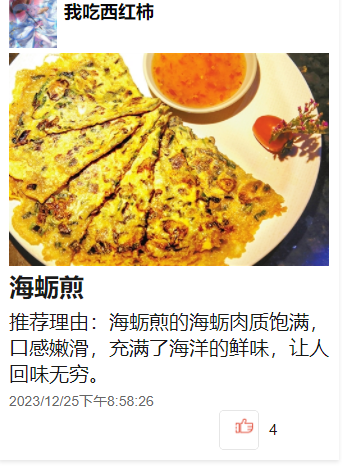 我吃西红柿
海蛎煎
推荐理由：海蛎煎的海蛎肉质饱满，
口感嫩滑，充满了海洋的鲜味，让人
回味无穷。
2023/12/25下午8:58:26
4